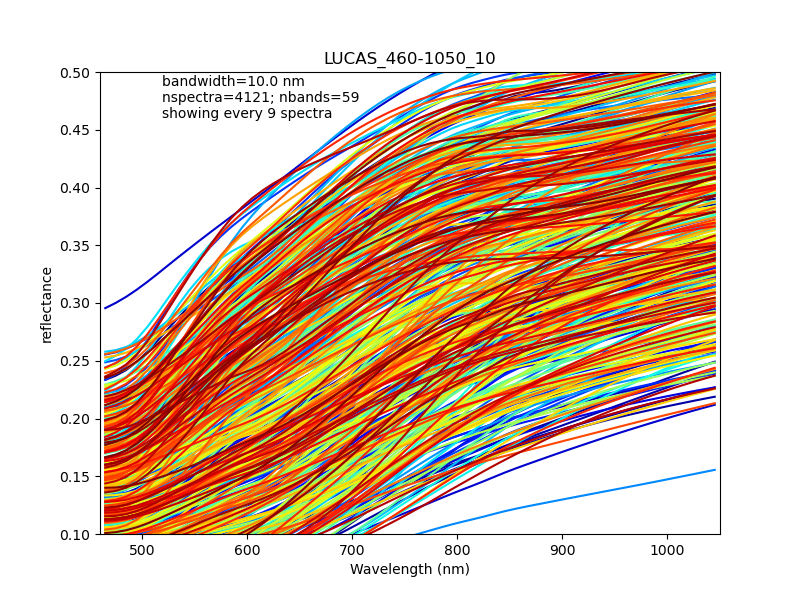 LUCAS_460-1050_10
bandwidth=10.0 nm
nspectra=4121; nbands=59
showing every 9 spectra
0.50
0.45
0.40
0.35
0.30
0.25
0.20
0.15
0.10
reflectance
500 600 700 800 900 1000
Wavelength (nm)